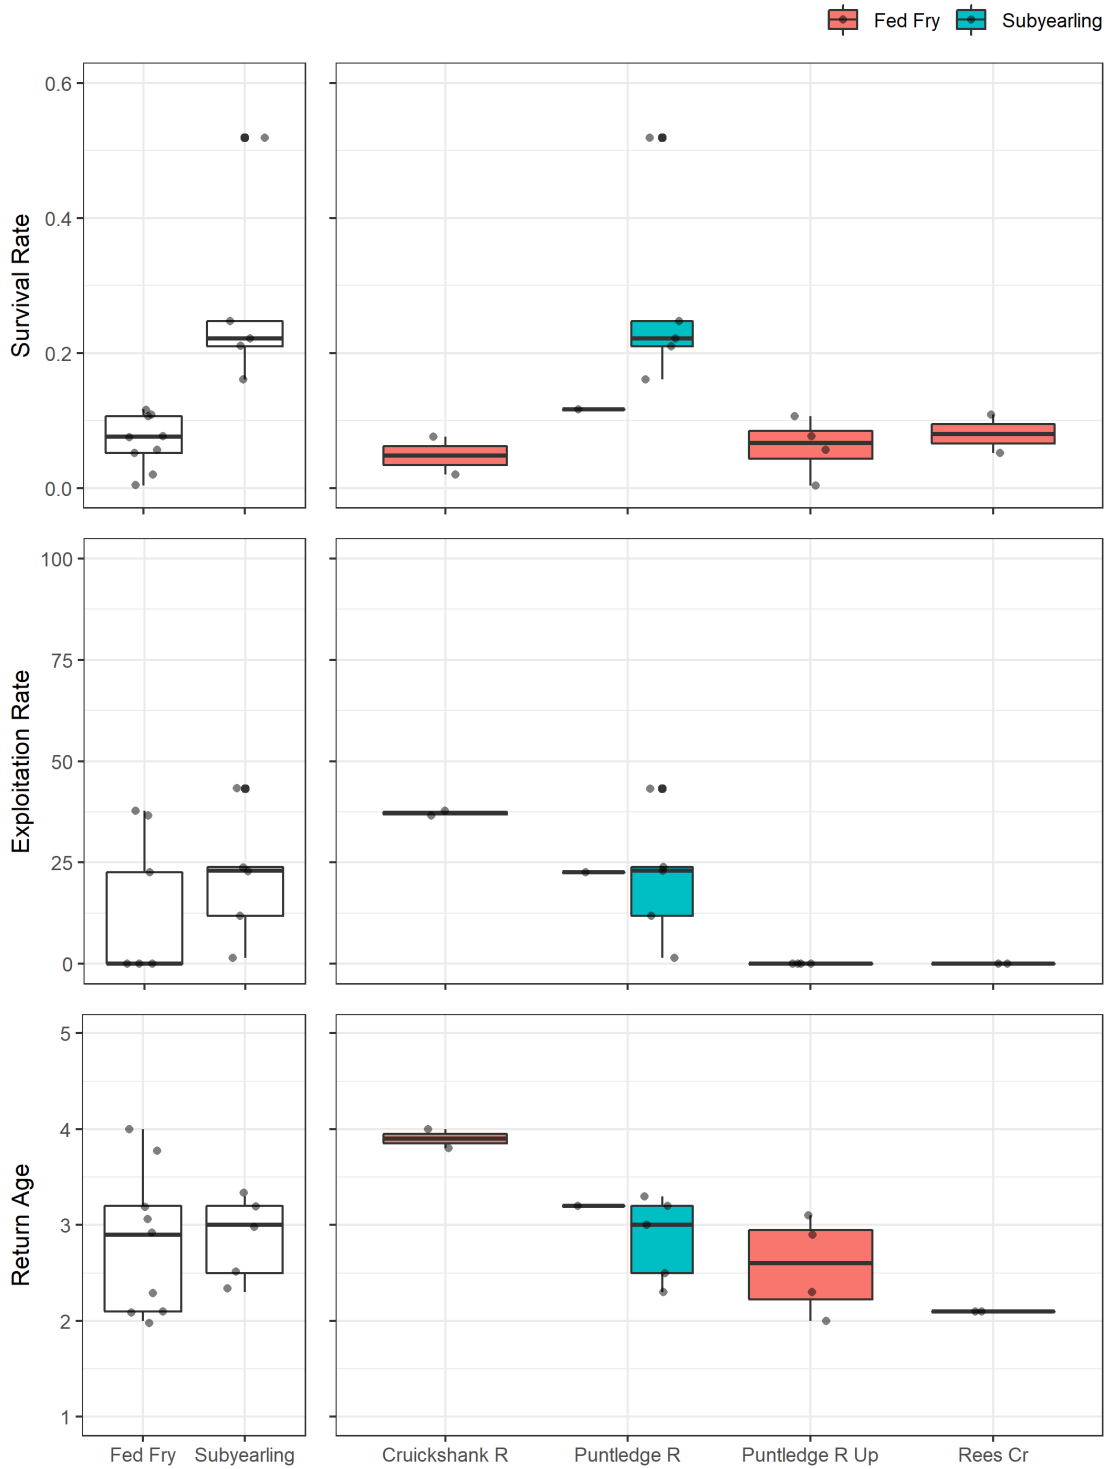 Fed Fry Subyearling
Survival Rate
0.6
0.4
0.2
0.0
Exploitation Rate
100
75
50
25
0
Return Age
5
4
3
2
1
Fed Fry Subyearling Cruickshank R Puntledge R Puntledge R Up Rees Cr